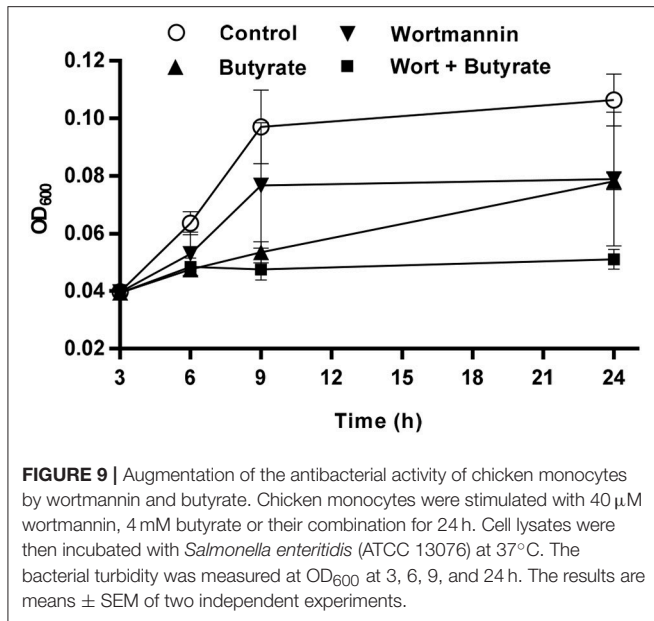 0.12
0.10
0.08
0.06
0.04
0.02
OD600
Control
Wortmannin
Butyrate
Wort + Butyrate
3 6 9 12 15 18 21 24
Time (h)
FIGURE 9 | Augmentation of the antibacterial activity of chicken monocytes
by wortmannin and butyrate. Chicken monocytes were stimulated with 40 μM
wortmannin, 4 mM butyrate or their combination for 24 h. Cell lysates were
then incubated with Salmonella enteritidis (ATCC 13076) at 37°C. The
bacterial turbidity was measured at OD600 at 3, 6, 9, and 24 h. The results are
means ± SEM of two independent experiments.